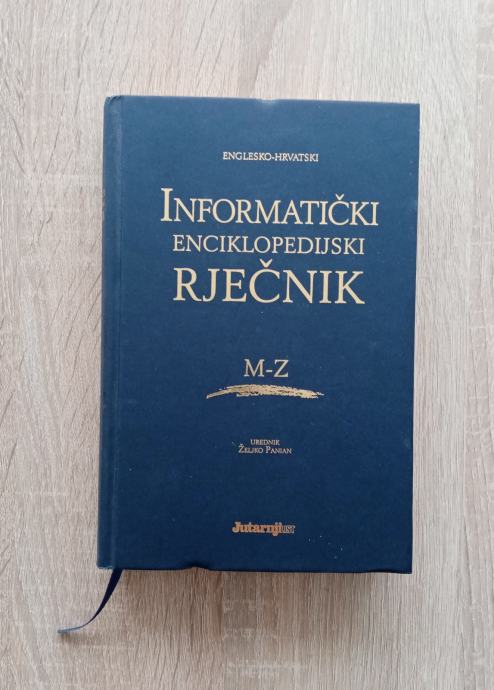 ENGLESKO-HRVATSKI
INFORMATIČKI
ENCIKLOPEDIJSKI
RJEČNIK
M-Z
UREDNIK
ŽELJKO PANIAN
Jutarnji LIST